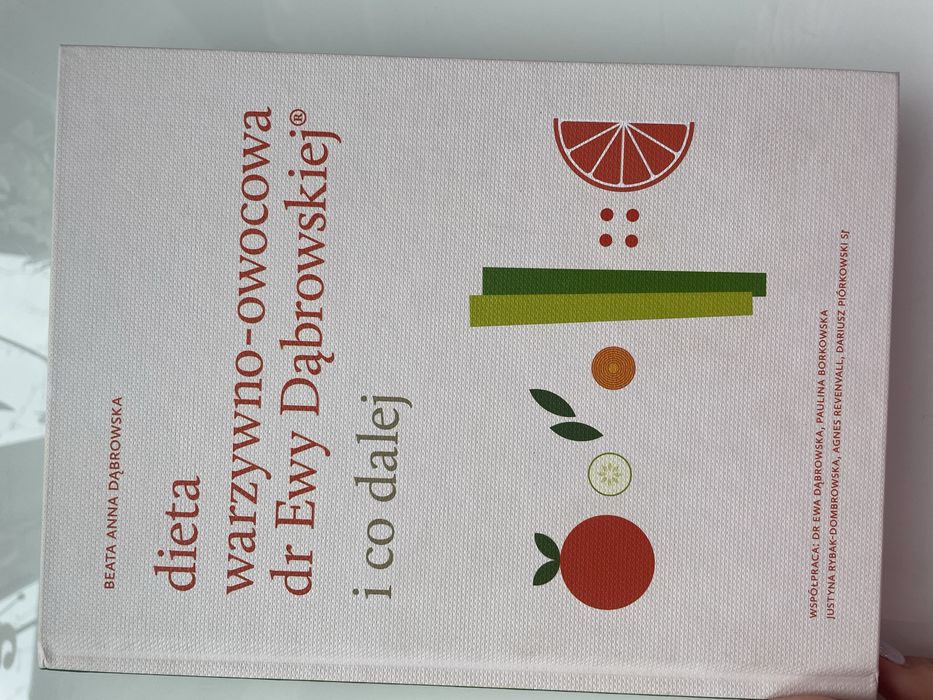 BEATA ANNA DĄBROWSKA
dieta
warzywno-owocowa
dr Ewy Dąbrowskiej®
i co dalej
WSPÓŁPRACA: DR EWA DĄBROWSKA, PAULINA BORKOWSKA
JUSTYNA RYBAK-DOMBROWSKA, AGNES REVENVALL, DARIUSZ PIÓRKOWSKI SJ